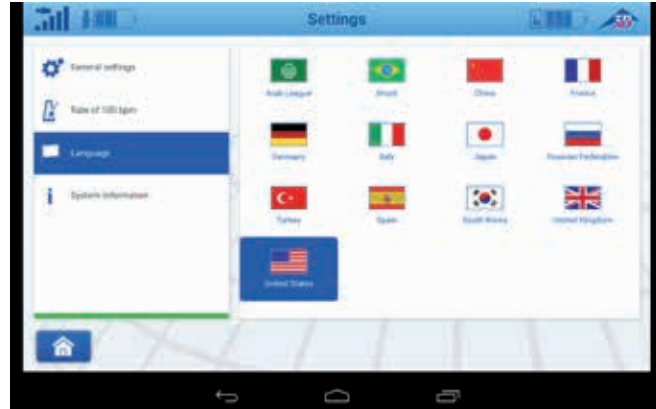 Settings
General settings
Rate of 100 bpm
Language
System information
Arab League
Brazil
China
France
Germany
Italy
Japan
Russian Federation
Turkey
Spain
South Korea
United Kingdom
United States